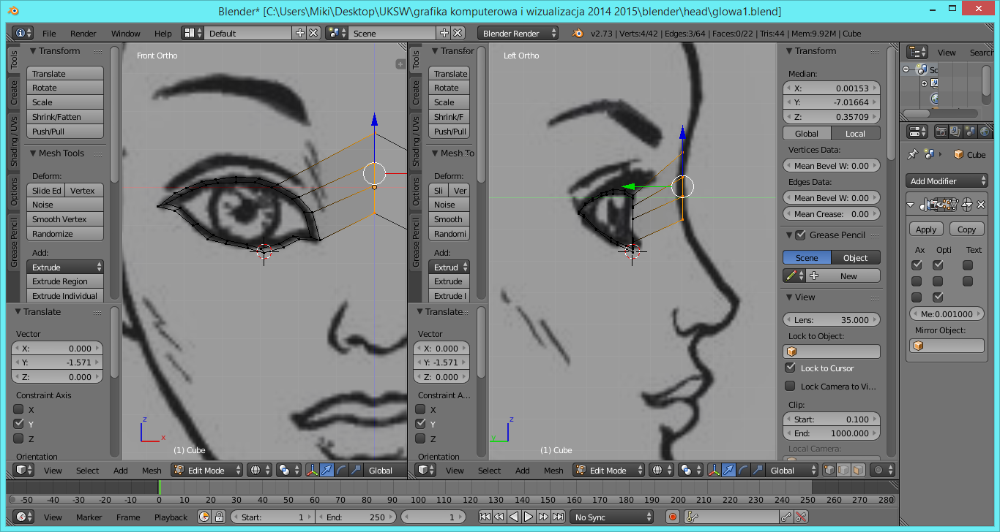 Blender* [C:\Users\Miki\Desktop\UKSW\grafika komputerowa i wizualizacja 2014 2015\blender\head\glowa1.blend]
File Render Window Help Default Scene Blender Render v2.73 | Verts:4/42 | Edges:3/64 | Faces:0/22 | Tris:44 | Mem:9.92M | Cube
Tools
Create
Shading / UVs
Options
Grease Pencil
Transform
Translate
Rotate
Scale
Shrink/Fatten
Push/Pull
Mesh Tools
Deform:
Slide Ed Vertex
Noise
Smooth Vertex
Randomize
Add:
Extrude
Extrude Region
Extrude Individual
Translate
Vector
X: 0.000
Y: -1.571
Z: 0.000
Constraint Axis
X
Y
Z
Orientation
Front Ortho
z
x
(1) Cube
View Select Add Mesh Edit Mode Global
Tools
Create
Shading / UVs
Options
Grease Pencil
Transfor
Translate
Rotate
Scale
Shrink/F
Push/Pull
Mesh To
Deform:
Sli Ver
Noise
Smooth
Randomi
Add:
Extrud
Extrude
Extrude I
Translate
Vector
X: 0.000
Y: -1.571
Z: 0.000
Constraint A...
X
Y
Z
Orientation
Left Ortho
z
y
(1) Cube
View Select Add Mesh Edit Mode Global
Transform
Median:
X: 0.00153
Y: -7.01664
Z: 0.35709
Global Local
Vertices Data:
Mean Bevel W: 0.00
Edges Data:
Mean Bevel W: 0.00
Mean Crease: 0.00
Grease Pencil
Scene Object
New
View
Lens: 35.000
Lock to Object:
Lock to Cursor
Lock Camera to Vi...
Clip:
Start: 0.100
End: 1000.000
Local Camera:
View Searc
Sc
Cube
Add Modifier
Apply Copy
Ax Opti Text
Me:0.001000
Mirror Object:
-50 -40 -30 -20 -10 0 10 20 30 40 50 60 70 80 90 100 110 120 130 140 150 160 170 180 190 200 210 220 230 240 250 260 270 280
View Marker Frame Playback Start: 1 End: 250 1 No Sync